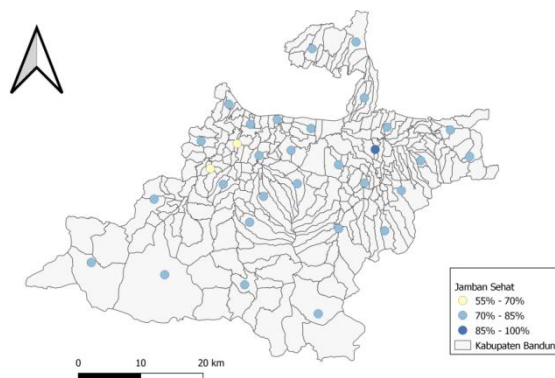 Jamban Sehat
55% - 70%
70% - 85%
85% - 100%
Kabupaten Bandung
0 10 20 km